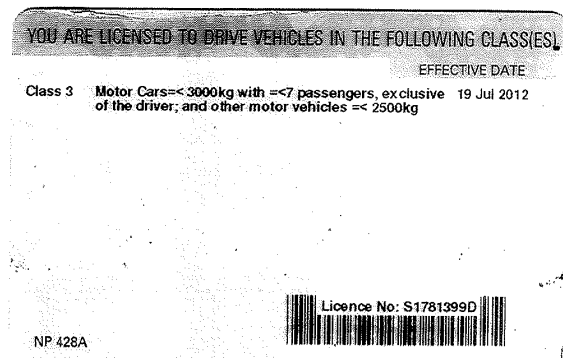 YOU ARE LICENSED TO DRIVE VEHICLES IN THE FOLLOWING CLASS(ES).
EFFECTIVE DATE
Class 3 Motor Cars=< 3000kg with =<7 passengers, exclusive 19 Jul 2012
of the driver; and other motor vehicles =< 2500kg
Licence No: S1781399D
NP 428A